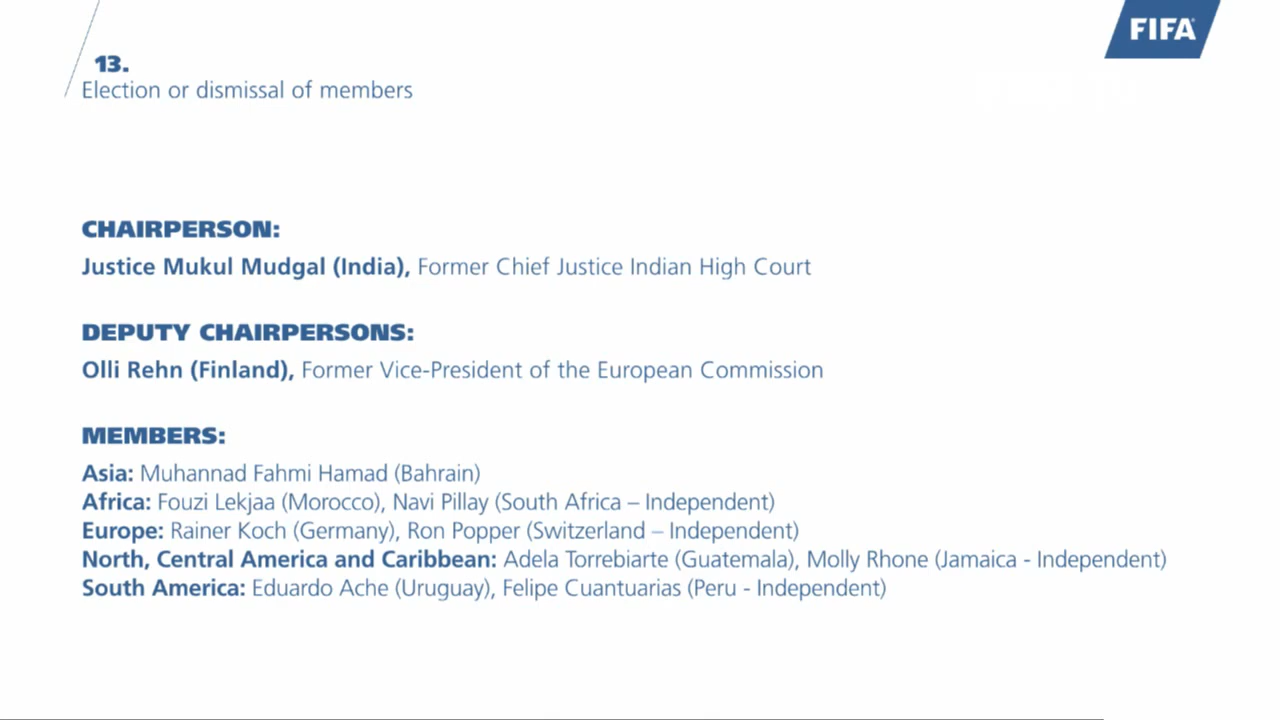 FIFA
13.
Election or dismissal of members
CHAIRPERSON:
Justice Mukul Mudgal (India), Former Chief Justice Indian High Court
DEPUTY CHAIRPERSONS:
Olli Rehn (Finland), Former Vice-President of the European Commission
MEMBERS:
Asia: Muhannad Fahmi Hamad (Bahrain)
Africa: Fouzi Lekjaa (Morocco), Navi Pillay (South Africa – Independent)
Europe: Rainer Koch (Germany), Ron Popper (Switzerland – Independent)
North, Central America and Caribbean: Adela Torrebiarte (Guatemala), Molly Rhone (Jamaica - Independent)
South America: Eduardo Ache (Uruguay), Felipe Cuantuarias (Peru - Independent)